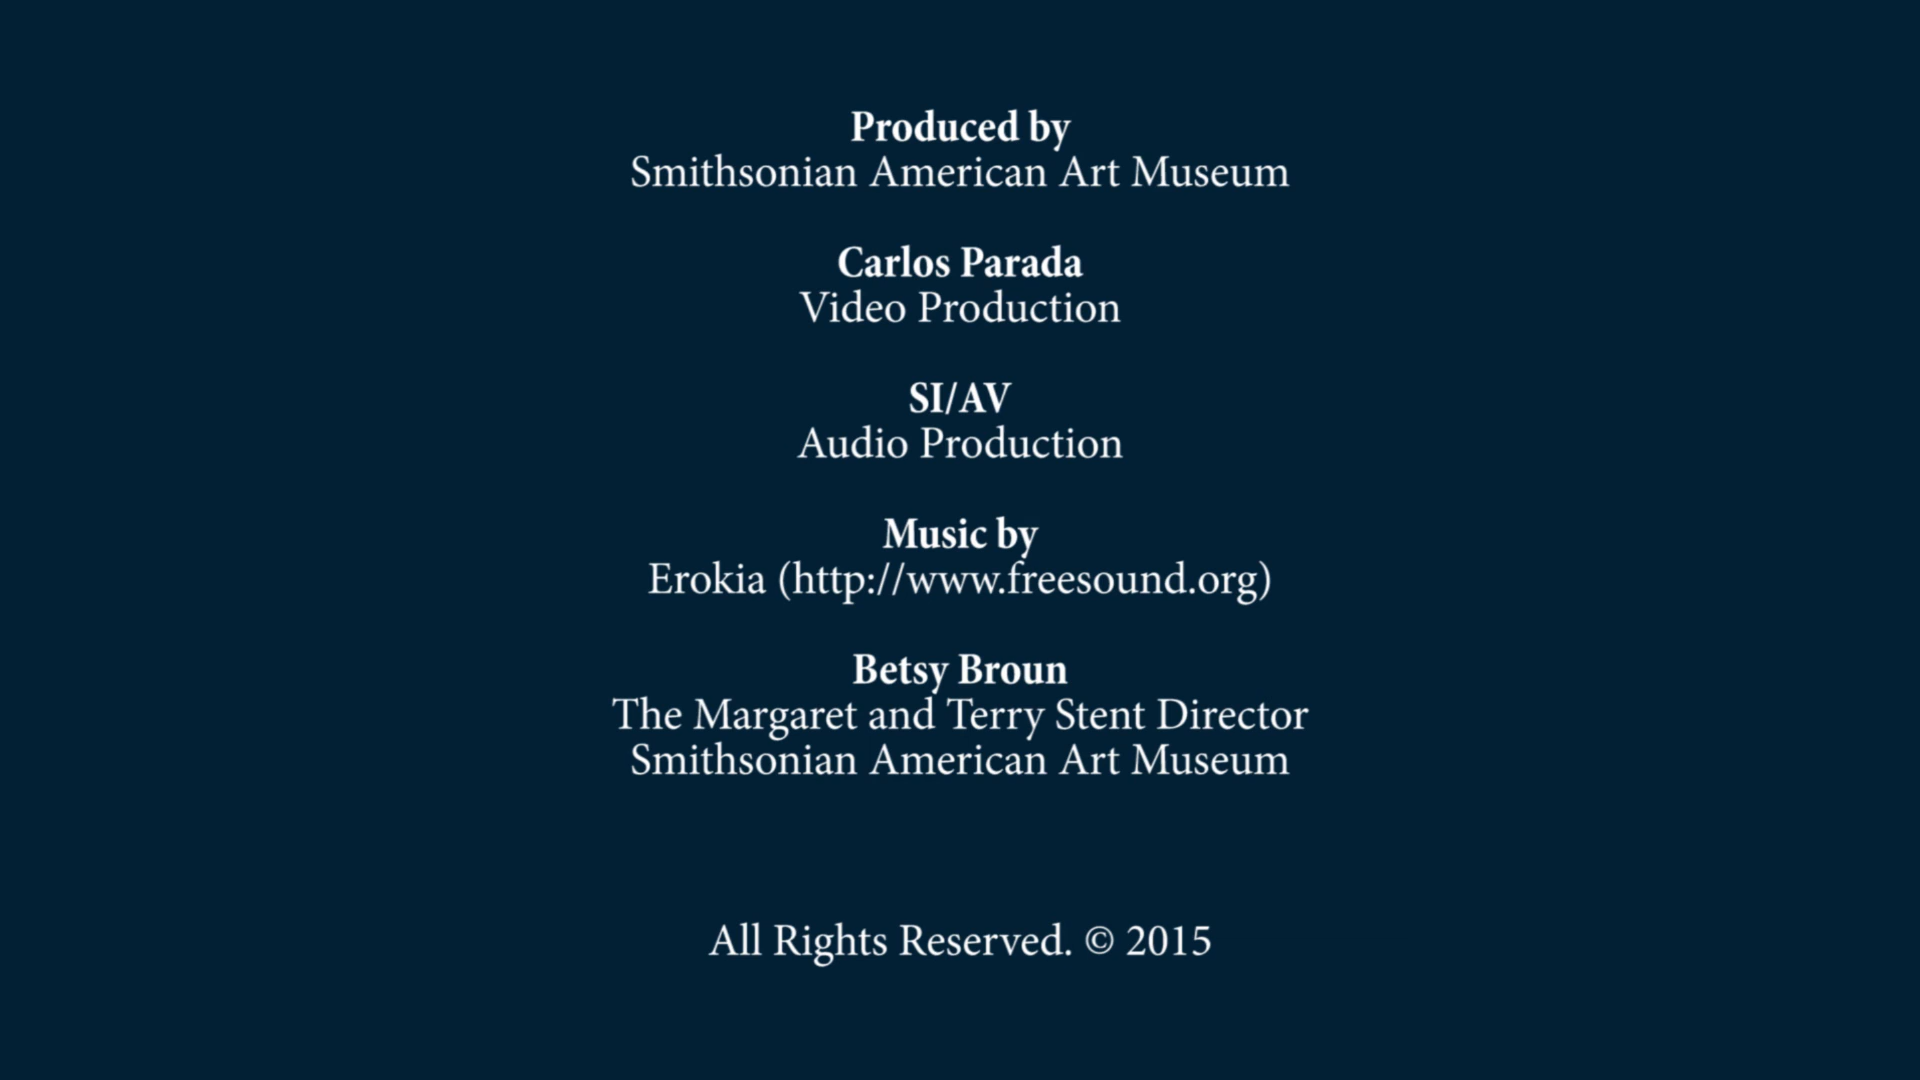 Produced by
Smithsonian American Art Museum
Carlos Parada
Video Production
SI/AV
Audio Production
Music by
Erokia (http://www.freesound.org)
Betsy Broun
The Margaret and Terry Stent Director
Smithsonian American Art Museum
All Rights Reserved. © 2015